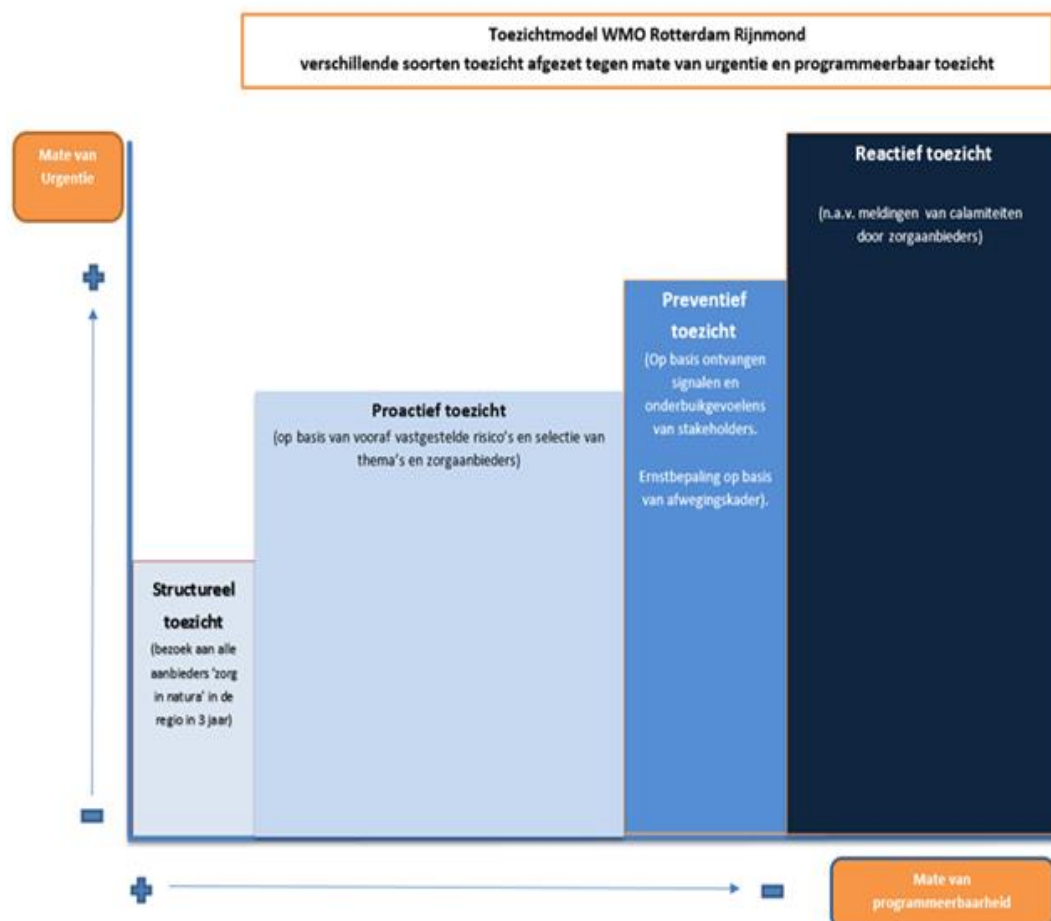 Toezichtmodel WMO Rotterdam Rijnmond
verschillende soorten toezicht afgezet tegen mate van urgentie en programmeerbaar toezicht
Mate van
Urgentie
Reactief toezicht
(n.a.v. meldingen van calamiteiten
door zorgaanbieders)
Preventief
toezicht
(Op basis ontvangen
signalen en
onderbuikgevoelens
van stakeholders.
Ernstbepaling op basis
van afwegingskader).
Proactief toezicht
(op basis van vooraf vastgestelde risico's en selectie van
thema's en zorgaanbieders)
Structureel
toezicht
(bezoek aan alle
aanbieders 'zorg
in natura' in de
regio in 3 jaar)
Mate van
programmeerbaarheid